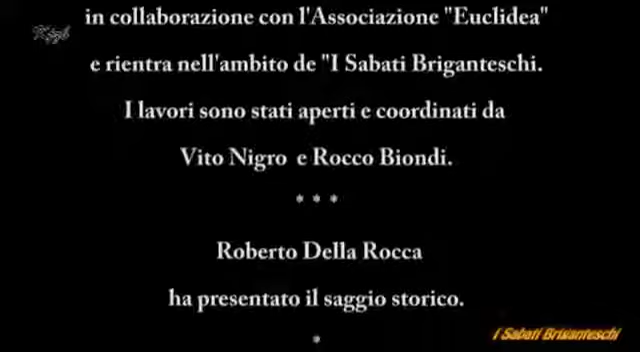 in collaborazione con l'Associazione "Euclidea"
e rientra nell'ambito de "I Sabati Briganteschi.
I lavori sono stati aperti e coordinati da
Vito Nigro e Rocco Biondi.
* * *
Roberto Della Rocca
ha presentato il saggio storico.
*
I Sabati Briganteschi